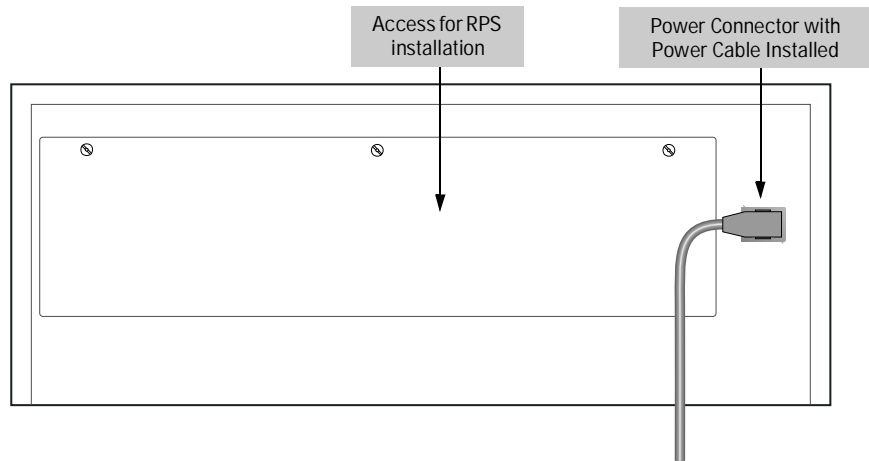 Access for RPS
installation
Power Connector with
Power Cable Installed